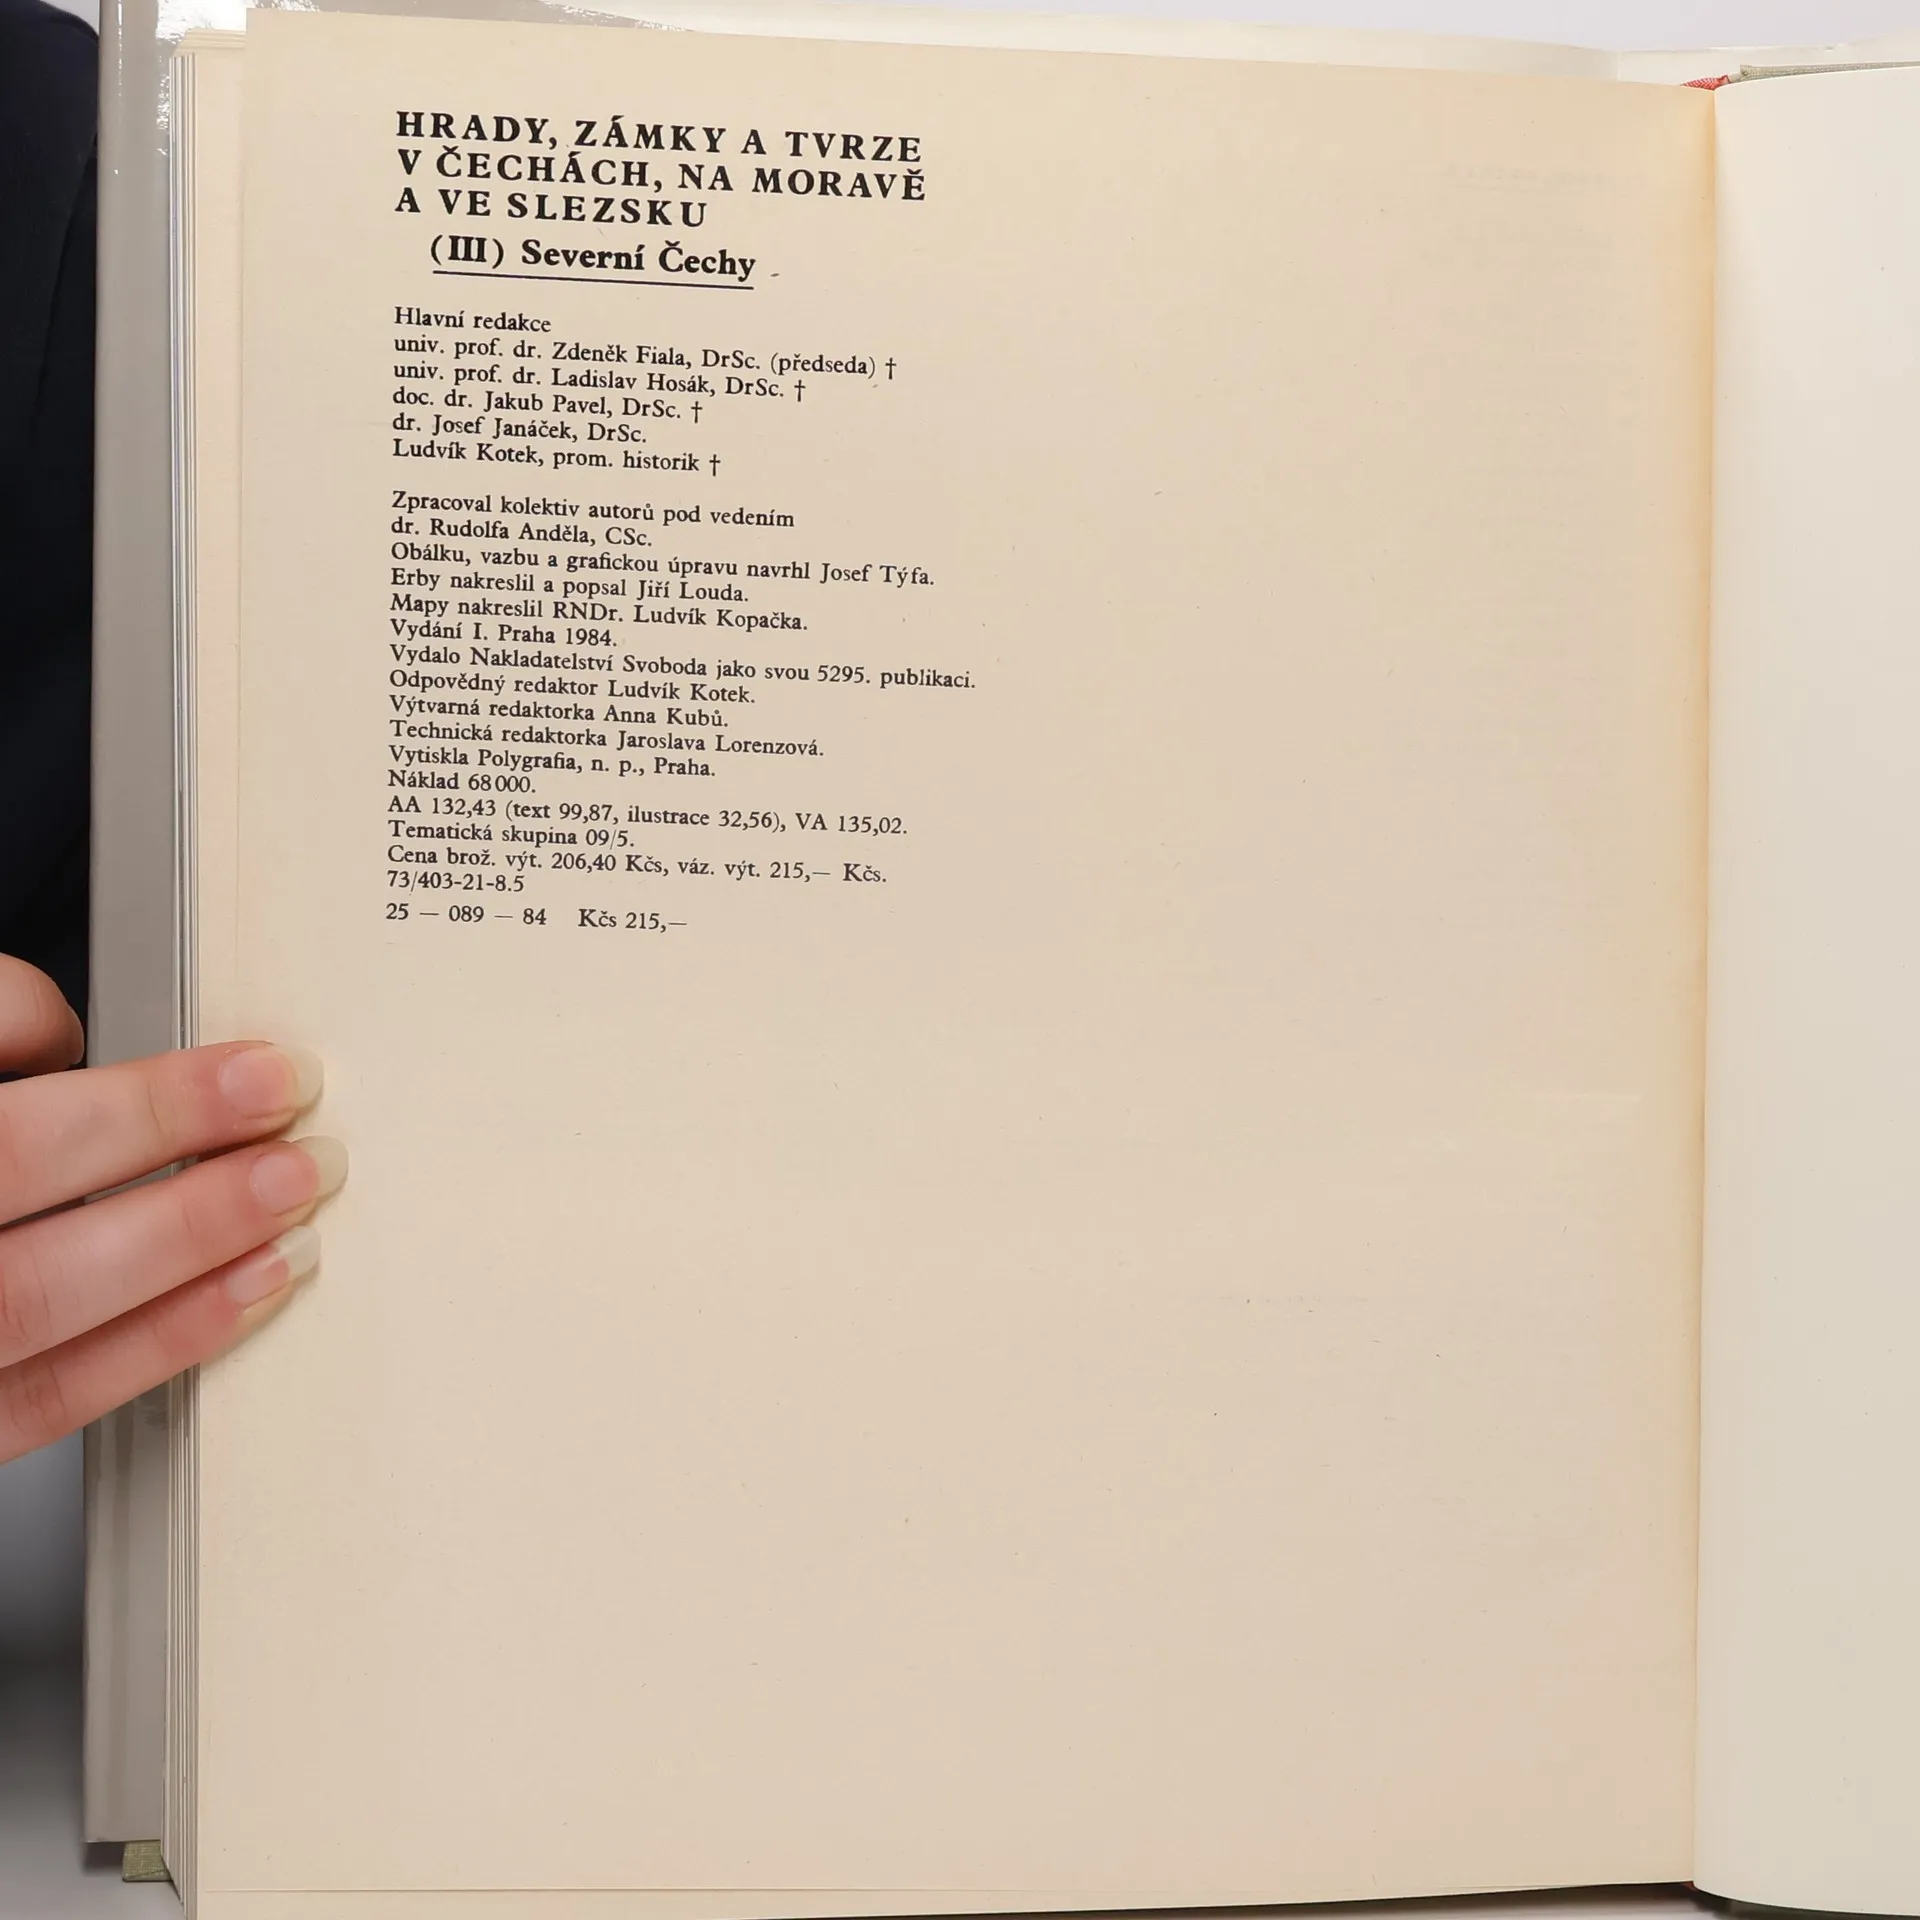 HRADY, ZÁMKY A TVRZE
V ČECHÁCH, NA MORAVĚ
A VE SLEZSKU
(III) Severní Čechy
Hlavní redakce
univ. prof. dr. Zdeněk Fiala, DrSc. (předseda) †
univ. prof. dr. Ladislav Hosák, DrSc. †
doc. dr. Jakub Pavel, DrSc. †
dr. Josef Janáček, DrSc.
Ludvík Kotek, prom. historik †
Zpracoval kolektiv autorů pod vedením
dr. Rudolfa Anděla, CSc.
Obálku, vazbu a grafickou úpravu navrhl Josef Týfa.
Erby nakreslil a popsal Jiří Louda.
Mapy nakreslil RNDr. Ludvík Kopačka.
Vydání I. Praha 1984.
Vydalo Nakladatelství Svoboda jako svou 5295. publikaci.
Odpovědný redaktor Ludvík Kotek.
Výtvarná redaktorka Anna Kubů.
Technická redaktorka Jaroslava Lorenzová.
Vytiskla Polygrafia, n. p., Praha.
Náklad 68 000.
AA 132,43 (text 99,87, ilustrace 32,56), VA 135,02.
Tematická skupina 09/5.
Cena brož. výt. 206,40 Kčs, váz. výt. 215,— Kčs.
73/403-21-8.5
25 — 089 — 84 Kčs 215,—